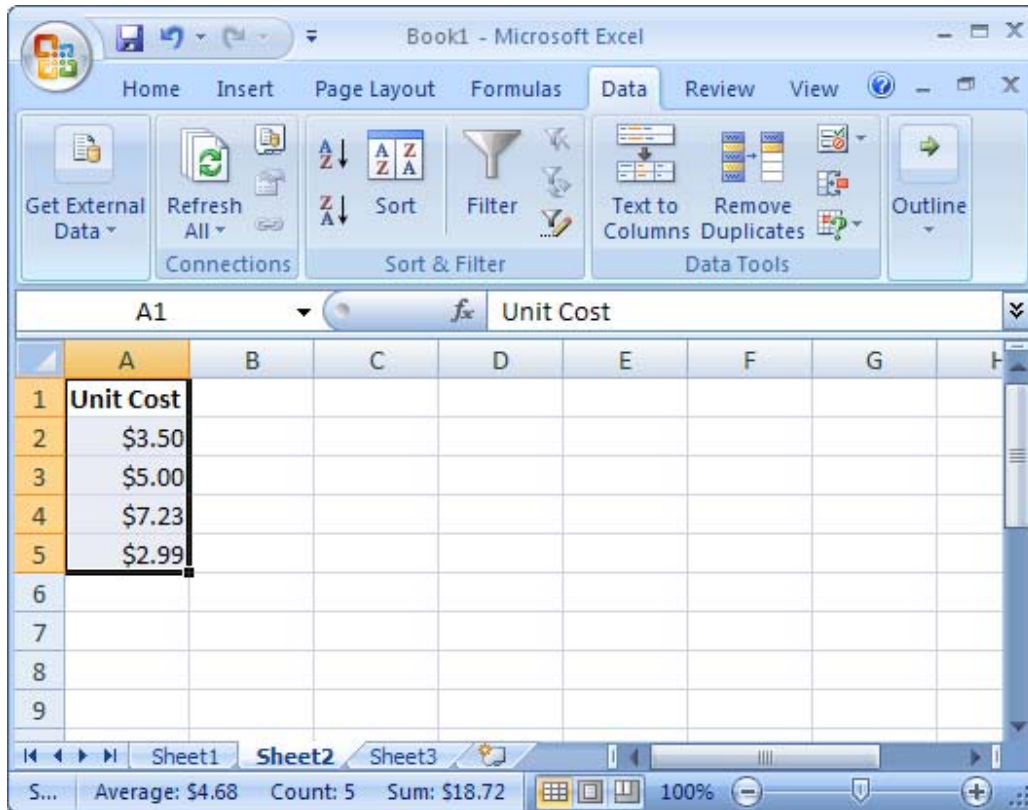 Book1 - Microsoft Excel
Home Insert Page Layout Formulas Data Review View
Get External Data
Refresh All
Connections
A Z
Z A
A Z Z A
Sort
Filter
Sort & Filter
Text to Columns
Remove Duplicates
Data Tools
Outline
A1 fx Unit Cost
A B C D E F G H
1 Unit Cost
2 $3.50
3 $5.00
4 $7.23
5 $2.99
6
7
8
9
Sheet1 Sheet2 Sheet3
S... Average: $4.68 Count: 5 Sum: $18.72 100%